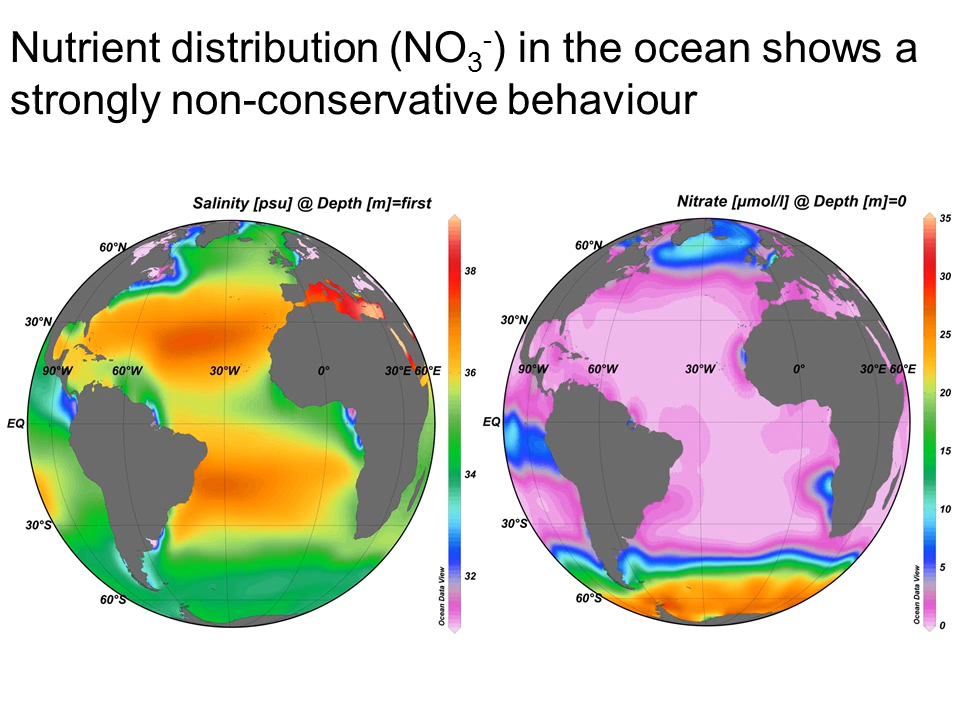 Nutrient distribution (NO3-) in the ocean shows a
strongly non-conservative behaviour
Salinity [psu] @ Depth [m]=first
60°N
30°N
90°W 60°W 30°W 0° 30°E 60°E
EQ
30°S
60°S
38
36
34
32
Ocean Data View
Nitrate [µmol/l] @ Depth [m]=0
60°N
30°N
90°W 60°W 30°W 0° 30°E 60°E
EQ
30°S
60°S
35
30
25
20
15
10
5
0
Ocean Data View